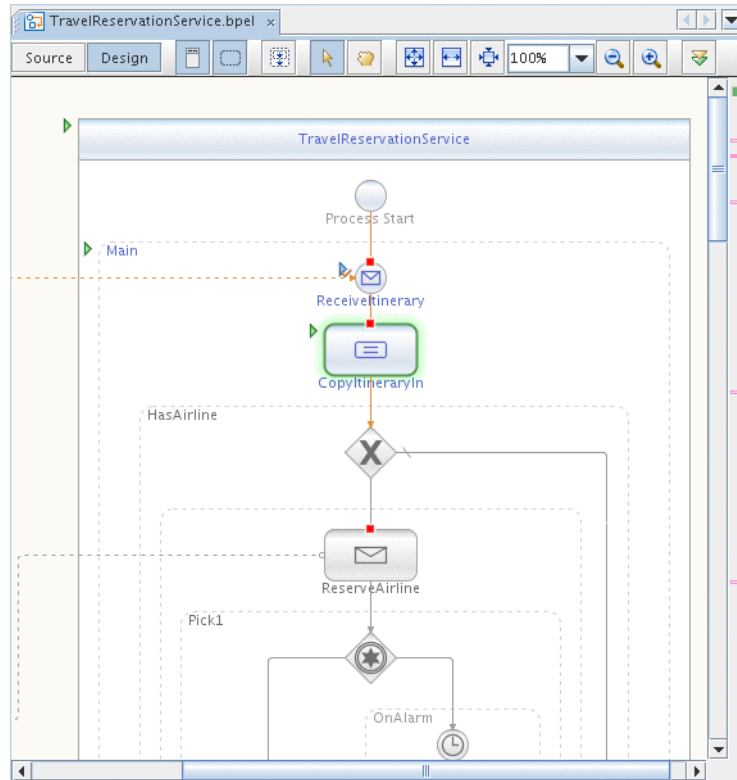 TravelReservationService.bpel
Source Design 100%
TravelReservationService
Process Start
Main
ReceiveItinerary
CopyItineraryIn
HasAirline
ReserveAirline
Pick1
OnAlarm